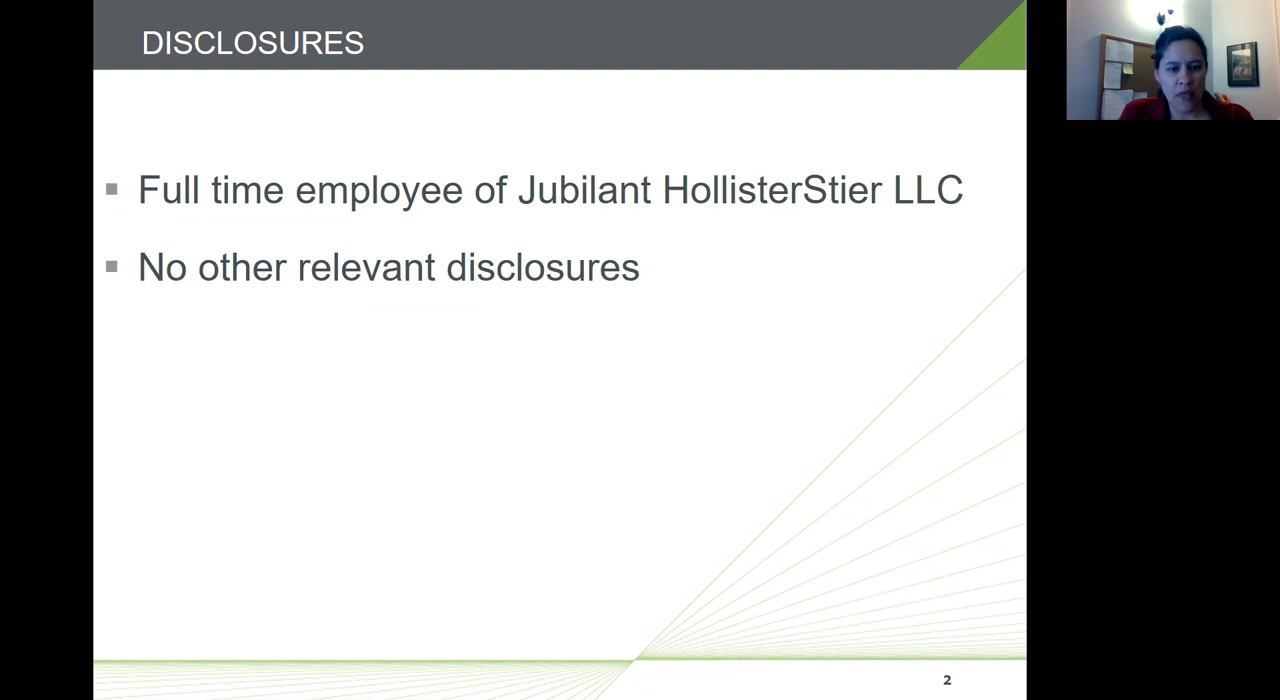 DISCLOSURES
Full time employee of Jubilant HollisterStier LLC
No other relevant disclosures
2